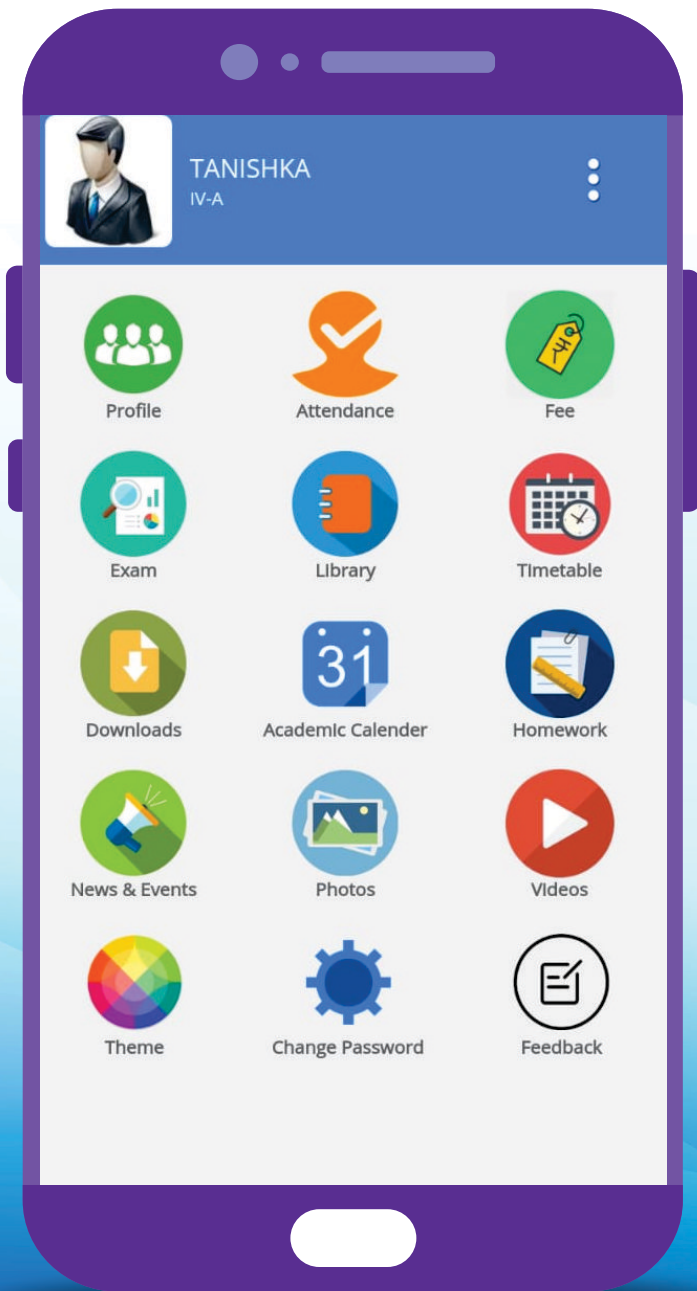 TANISHKA
IV-A
Profile
Attendance
Fee
Exam
Library
Timetable
Downloads
31
Academic Calender
Homework
News & Events
Photos
Videos
Theme
Change Password
Feedback